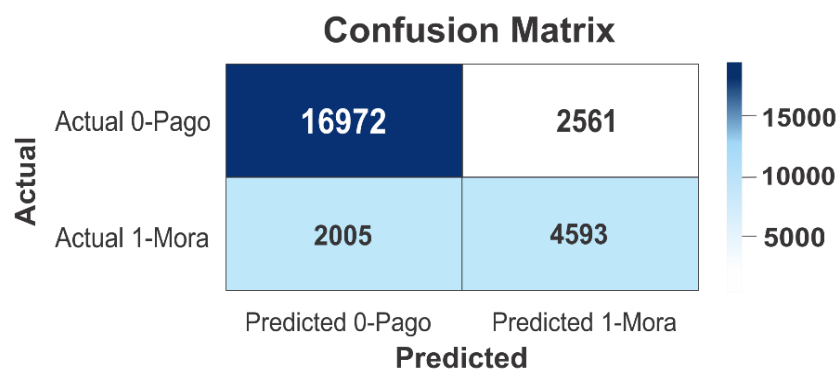 Confusion Matrix
Actual
Actual 0-Pago
16972
2561
Actual 1-Mora
2005
4593
15000
10000
5000
Predicted 0-Pago
Predicted 1-Mora
Predicted